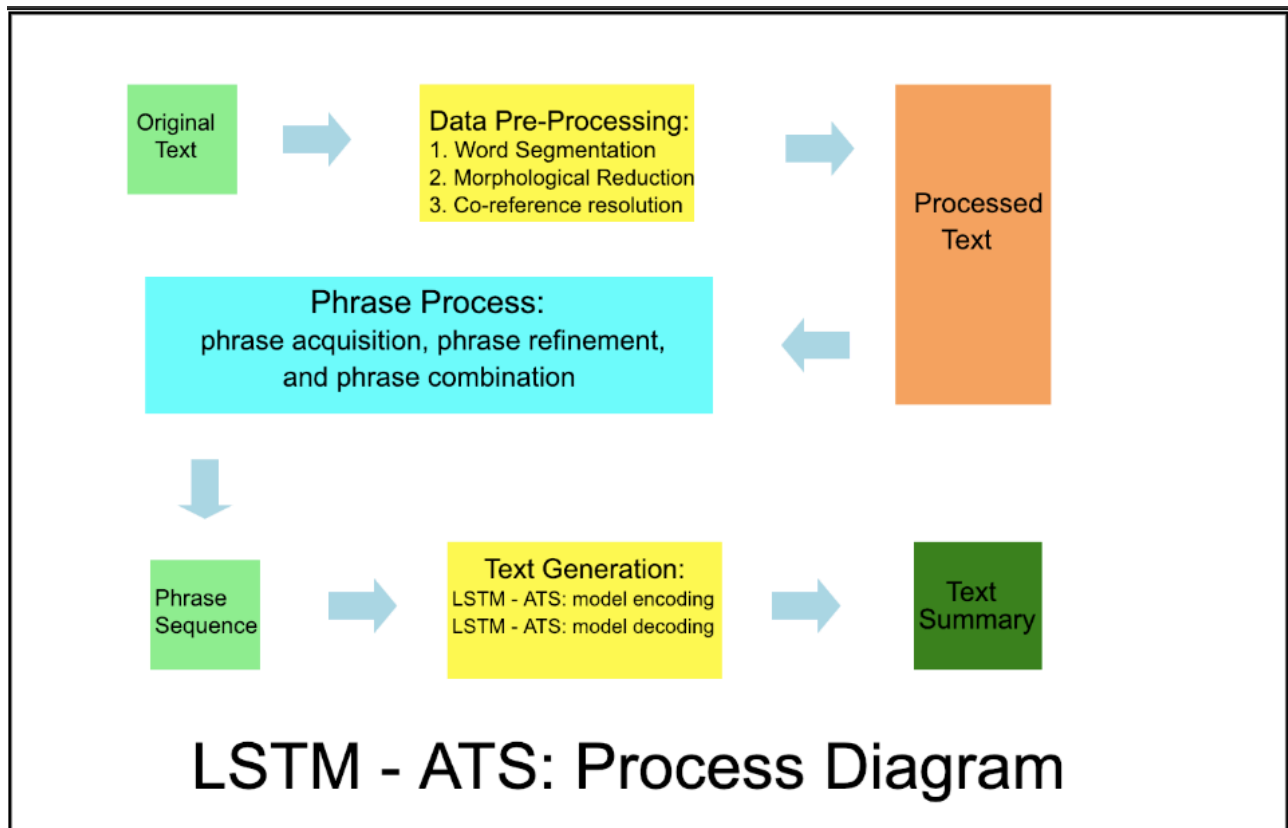 Original
Text
Data Pre-Processing:
1. Word Segmentation
2. Morphological Reduction
3. Co-reference resolution
Processed
Text
Phrase Process:
phrase acquisition, phrase refinement,
and phrase combination
Phrase
Sequence
Text Generation:
LSTM - ATS: model encoding
LSTM - ATS: model decoding
Text
Summary
LSTM - ATS: Process Diagram